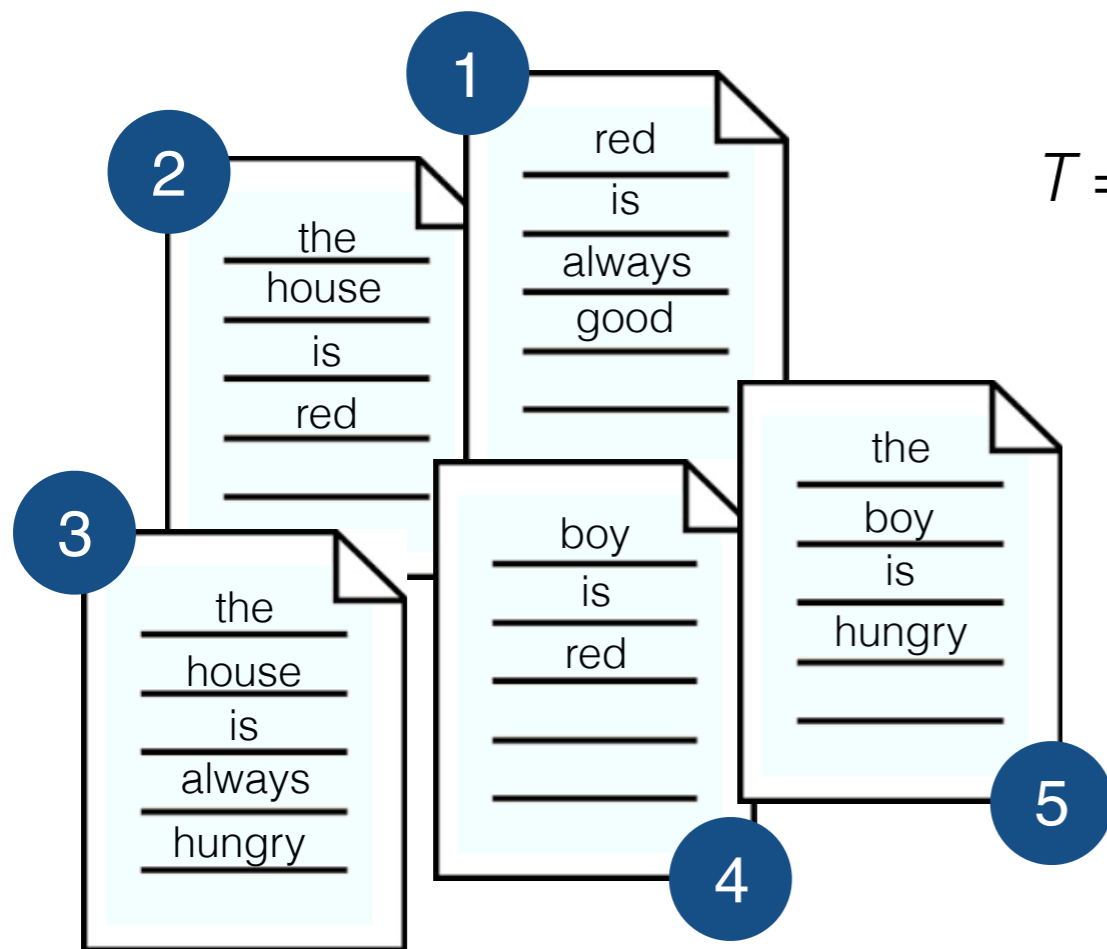 1
red
is
always
good
T =
2
the
house
is
red
3
the
house
is
always
hungry
boy
is
red
4
the
boy
is
hungry
5